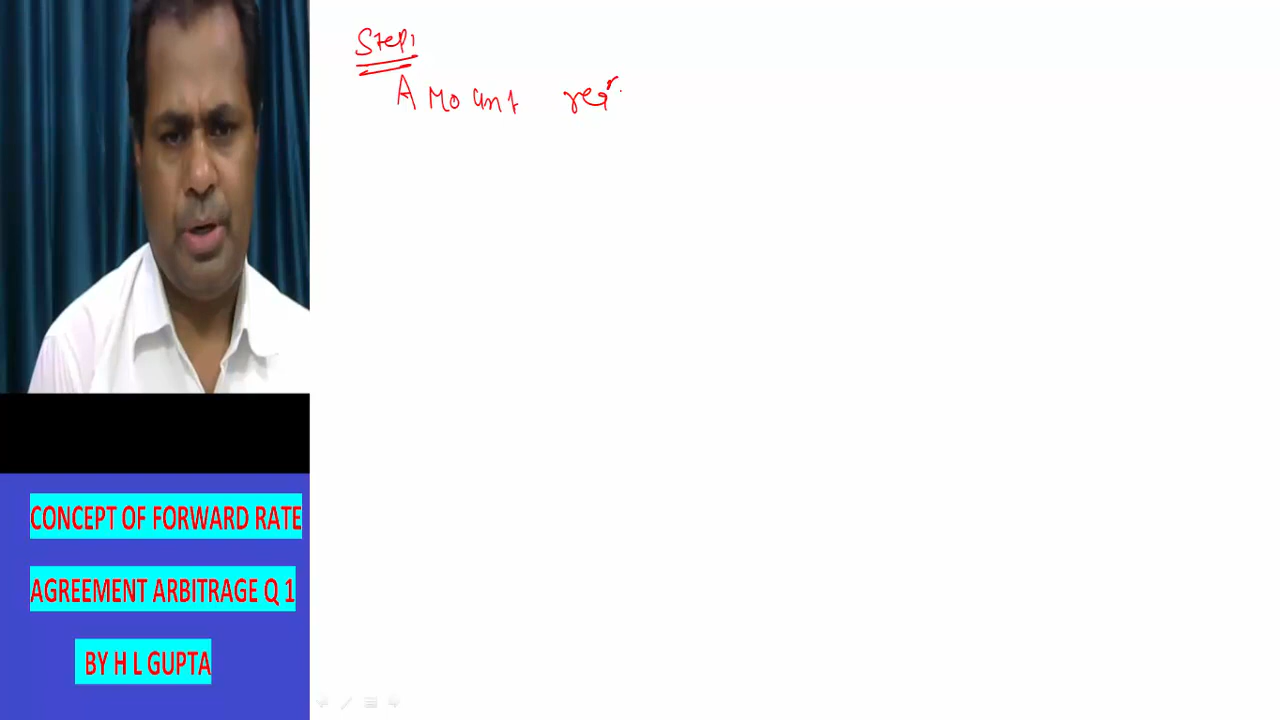 Step1
Amount
CONCEPT OF FORWARD RATE
AGREEMENT ARBITRAGE Q 1
BY H L GUPTA